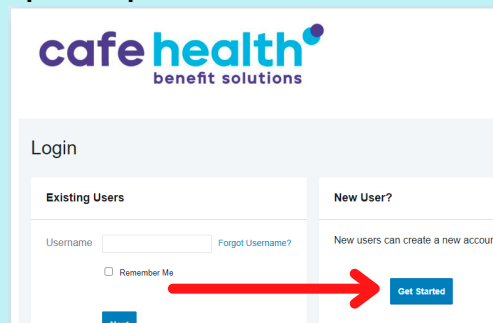 cafe health
benefit solutions
Login
Existing Users
New User?
Username
Forgot Username?
New users can create a new accoun
Remember Me
Get Started